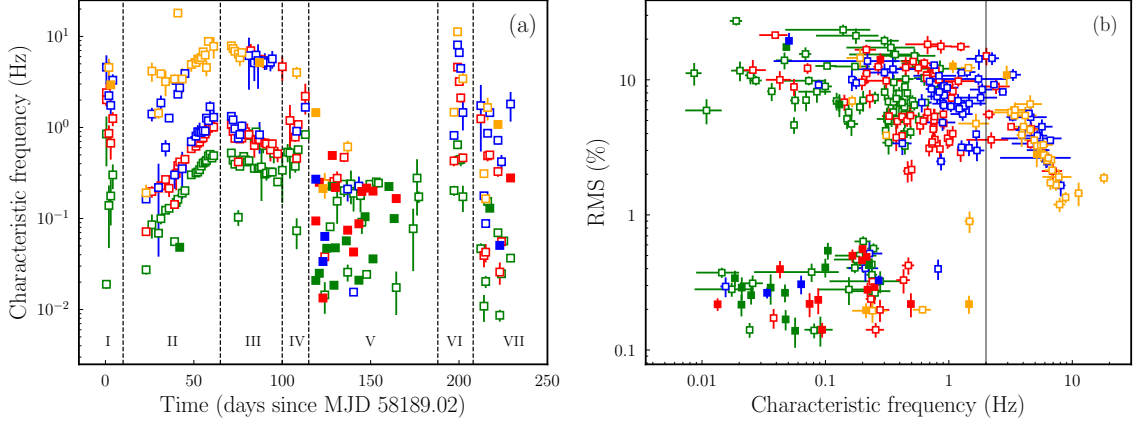 (a)
Characteristic frequency (Hz)
10¹
10⁰
10⁻¹
10⁻²
I II III IV V VI VII
0 50 100 150 200 250
Time (days since MJD 58189.02)
(b)
RMS (%)
10
1
0.1
0.01 0.1 1 10
Characteristic frequency (Hz)